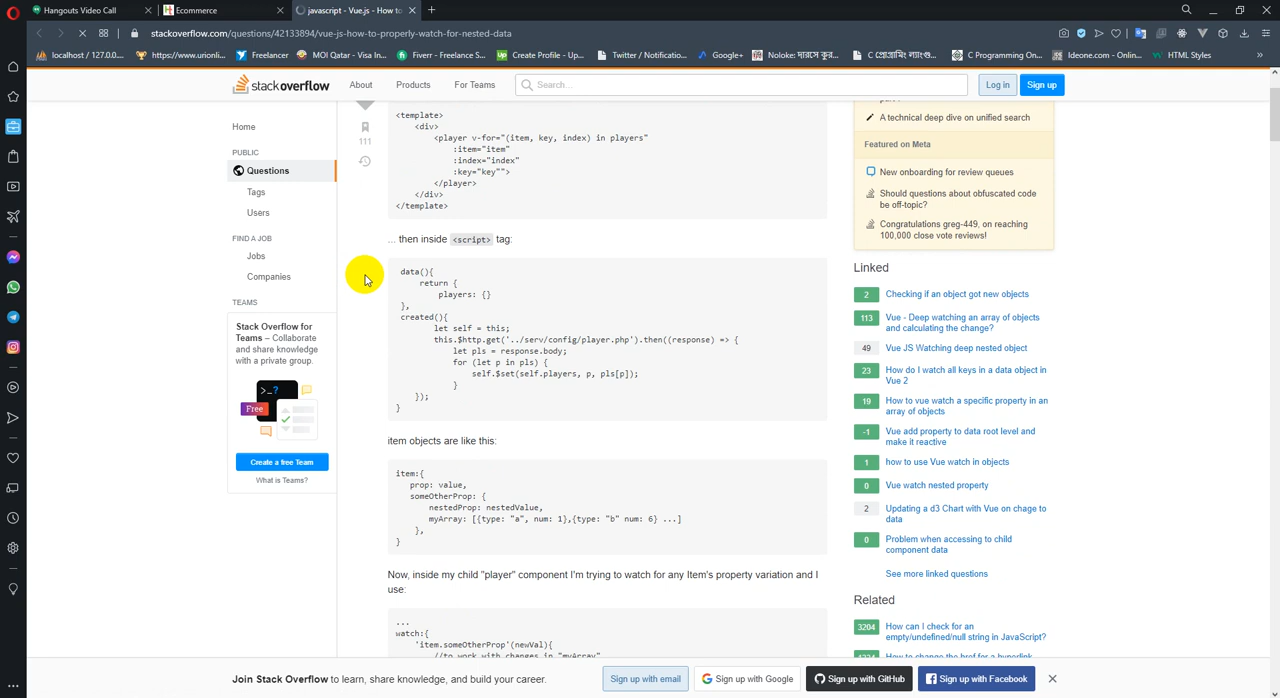 Hangouts Video Call
Ecommerce
javascript - Vue.js - How to
stackoverflow.com/questions/42133894/vue-js-how-to-properly-watch-for-nested-data
localhost / 127.0.0....
https://www.urionli...
Freelancer
MOI Qatar - Visa In...
Fiverr - Freelance S...
Create Profile - Up...
Twitter / Notificatio...
Google+
C Programming On...
Ideone.com - Onlin...
HTML Styles
stackoverflow
About
Products
For Teams
Search...
Log in
Sign up
Home
PUBLIC
Questions
Tags
Users
FIND A JOB
Jobs
Companies
TEAMS
Stack Overflow for
Teams – Collaborate
and share knowledge
with a private group.
>_?
Free
Create a free Team
What is Teams?
111
<template>
<div>
<player v-for="(item, key, index) in players"
:item="item"
:index="index"
:key="key"">
</player>
</div>
</template>
... then inside <script> tag:
data(){
return {
players: {}
},
created(){
let self = this;
this.$http.get('../serv/config/player.php').then((response) => {
let pls = response.body;
for (let p in pls) {
self.$set(self.players, p, pls[p]);
}
});
}
item objects are like this:
item:{
prop: value,
someOtherProp: {
nestedProp: nestedValue,
myArray: [{type: "a", num: 1},{type: "b" num: 6} ...]
},
}
Now, inside my child "player" component I'm trying to watch for any Item's property variation and I
use:
...
watch:{
'item.someOtherProp'(newVal){
//to work with changes in "myArray"
A technical deep dive on unified search
Featured on Meta
New onboarding for review queues
Should questions about obfuscated code
be off-topic?
Congratulations greg-449, on reaching
100,000 close vote reviews!
Linked
2 Checking if an object got new objects
113 Vue - Deep watching an array of objects
and calculating the change?
49 Vue JS Watching deep nested object
23 How do I watch all keys in a data object in
Vue 2
19 How to vue watch a specific property in an
array of objects
-1 Vue add property to data root level and
make it reactive
1 how to use Vue watch in objects
0 Vue watch nested property
2 Updating a d3 Chart with Vue on chage to
data
0 Problem when accessing to child
component data
See more linked questions
Related
3204 How can I check for an
empty/undefined/null string in JavaScript?
How to change the href for a hyperlink
Join Stack Overflow to learn, share knowledge, and build your career.
Sign up with email
Sign up with Google
Sign up with GitHub
Sign up with Facebook